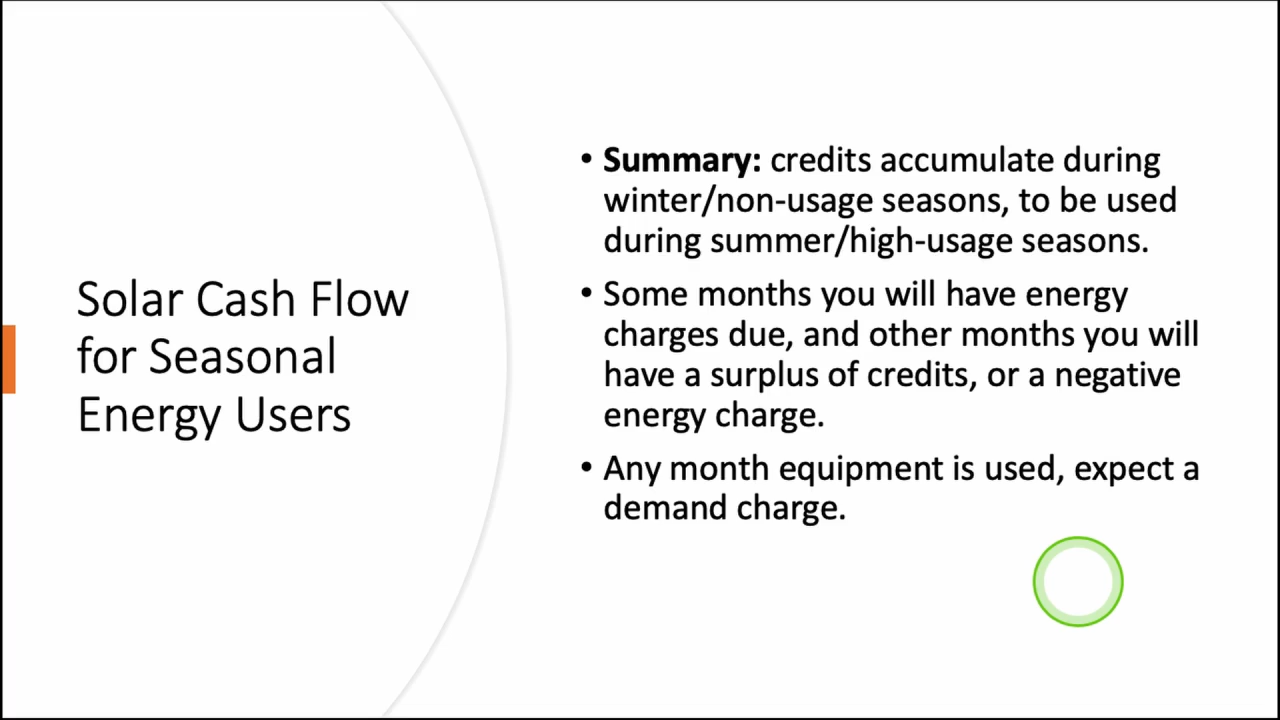 Solar Cash Flow
for Seasonal
Energy Users
• Summary: credits accumulate during
winter/non-usage seasons, to be used
during summer/high-usage seasons.
• Some months you will have energy
charges due, and other months you will
have a surplus of credits, or a negative
energy charge.
• Any month equipment is used, expect a
demand charge.